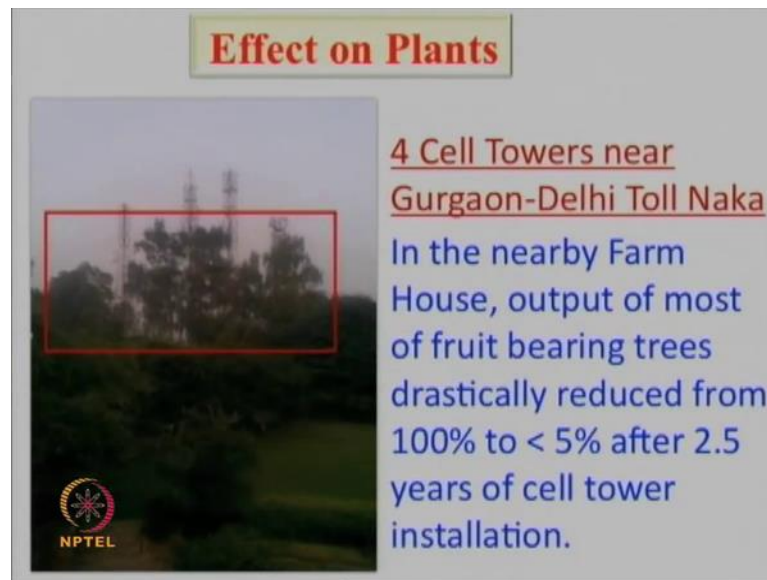 Effect on Plants
4 Cell Towers near
Gurgaon-Delhi Toll Naka
In the nearby Farm
House, output of most
of fruit bearing trees
drastically reduced from
100% to < 5% after 2.5
years of cell tower
installation.
NPTEL